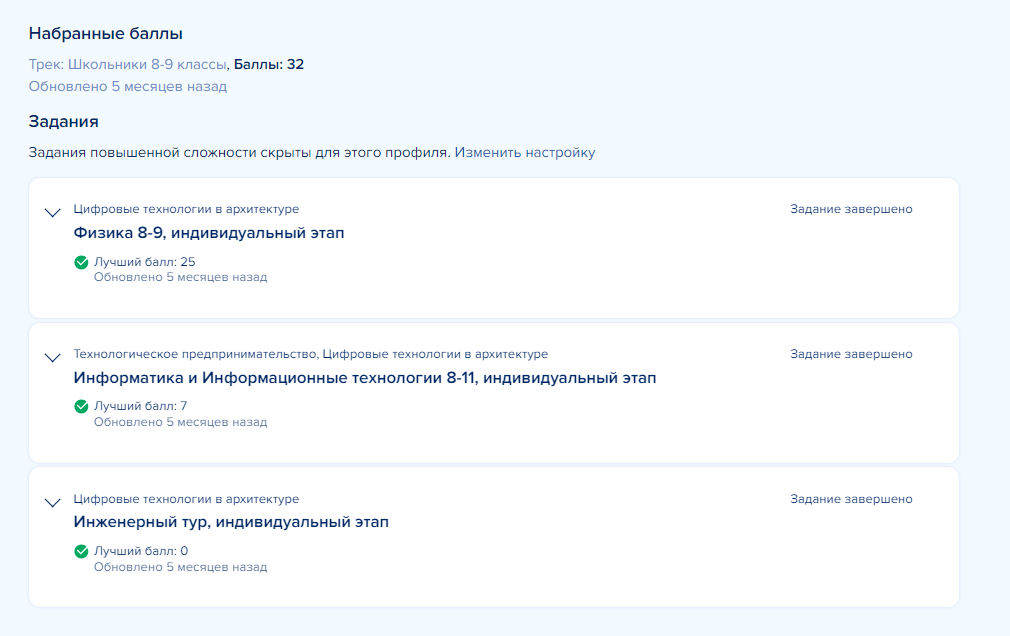 Набранные баллы
Трек: Школьники 8-9 классы, Баллы: 32
Обновлено 5 месяцев назад
Задания
Задания повышенной сложности скрыты для этого профиля. Изменить настройку
Цифровые технологии в архитектуре
Задание завершено
Физика 8-9, индивидуальный этап
Лучший балл: 25
Обновлено 5 месяцев назад
Технологическое предпринимательство, Цифровые технологии в архитектуре
Задание завершено
Информатика и Информационные технологии 8-11, индивидуальный этап
Лучший балл: 7
Обновлено 5 месяцев назад
Цифровые технологии в архитектуре
Задание завершено
Инженерный тур, индивидуальный этап
Лучший балл: 0
Обновлено 5 месяцев назад